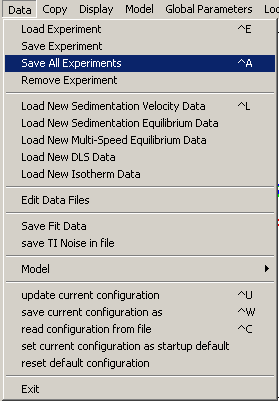 Data Copy Display Model Global Parameters
Load Experiment ^E
Save Experiment
Save All Experiments ^A
Remove Experiment
Load New Sedimentation Velocity Data ^L
Load New Sedimentation Equilibrium Data
Load New Multi-Speed Equilibrium Data
Load New DLS Data
Load New Isotherm Data
Edit Data Files
Save Fit Data
save TI Noise in file
Model
update current configuration ^U
save current configuration as ^W
read configuration from file ^C
set current configuration as startup default
reset default configuration
Exit